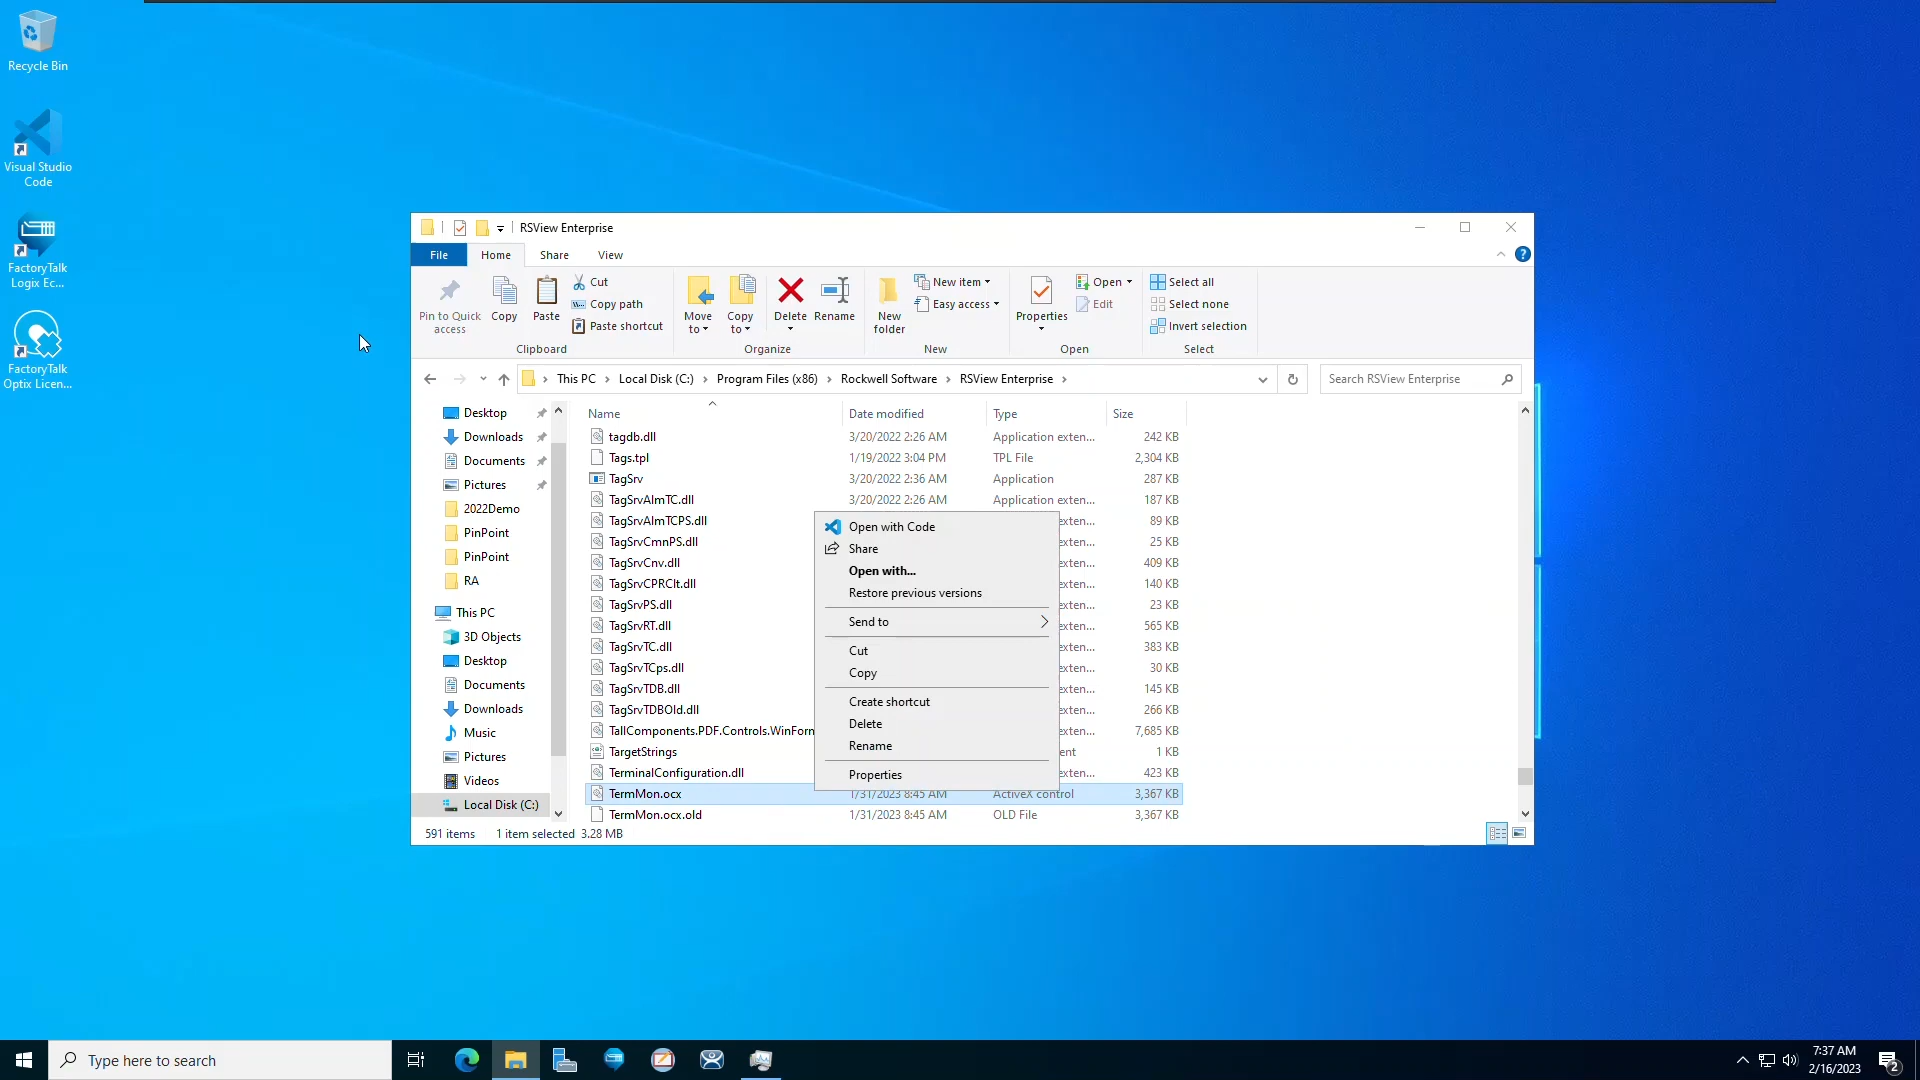 Recycle Bin
Visual Studio
Code
FactoryTalk
Logix Ec...
FactoryTalk
Optix Licen...
RSView Enterprise
File Home Share View
Pin to Quick
access
Copy
Paste
Cut
Copy path
Paste shortcut
Clipboard
Move
to
Copy
to
Delete
Rename
Organize
New
folder
New item
Easy access
New
Properties
Open
Edit
Open
Select all
Select none
Invert selection
Select
This PC Local Disk (C:) Program Files (x86) Rockwell Software RSView Enterprise
Search RSView Enterprise
Desktop
Downloads
Documents
Pictures
2022Demo
PinPoint
PinPoint
RA
This PC
3D Objects
Desktop
Documents
Downloads
Music
Pictures
Videos
Local Disk (C:)
Name Date modified Type Size
tagdb.dll 3/20/2022 2:26 AM Application exten... 242 KB
Tags.tpl 1/19/2022 3:04 PM TPL File 2,304 KB
TagSrv 3/20/2022 2:36 AM Application 287 KB
TagSrvAlmTC.dll 3/20/2022 2:26 AM Application exten... 187 KB
TagSrvAlmTCPS.dll exten... 89 KB
TagSrvCmnPS.dll exten... 25 KB
TagSrvCnv.dll exten... 409 KB
TagSrvCPRClt.dll exten... 140 KB
TagSrvPS.dll exten... 23 KB
TagSrvRT.dll exten... 565 KB
TagSrvTC.dll exten... 383 KB
TagSrvTCps.dll exten... 30 KB
TagSrvTDB.dll exten... 145 KB
TagSrvTDBOld.dll exten... 266 KB
TallComponents.PDF.Controls.WinForm exten... 7,685 KB
TargetStrings ent 1 KB
TerminalConfiguration.dll exten... 423 KB
TermMon.ocx 1/31/2023 8:45 AM ActiveX control 3,367 KB
TermMon.ocx.old 1/31/2023 8:45 AM OLD File 3,367 KB
Open with Code
Share
Open with...
Restore previous versions
Send to
Cut
Copy
Create shortcut
Delete
Rename
Properties
591 items 1 item selected 3.28 MB
Type here to search
7:37 AM
2/16/2023
2